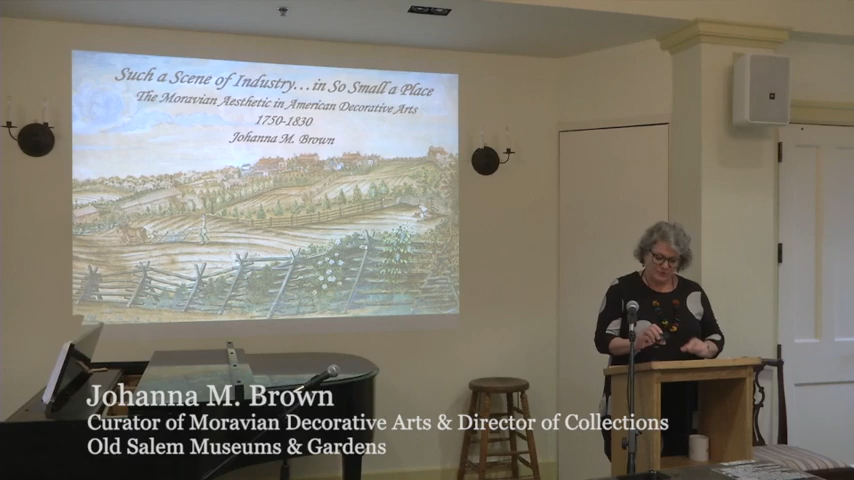 Such a Scene of Industry...in So Small a Place
The Moravian Aesthetic in American Decorative Arts
1750-1830
Johanna M. Brown
Johanna M. Brown
Curator of Moravian Decorative Arts & Director of Collections
Old Salem Museums & Gardens